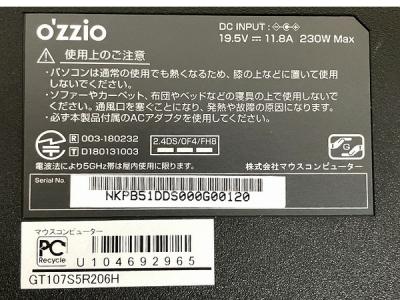 o'zzio
DC INPUT:
19.5V 11.8A 230W Max
使用上のご注意
・パソコンは通常の使用でも熱くなるため、膝の上などに置いて使用
しないでください。
・ソファーやカーペット、布団やベッドなどの寝具の上で使用しない
でください。通風口を塞ぐことになり、発熱や故障の原因になります。
・必ず本製品付属のACアダプタを使用してください。
R 003-180232
T D180131003
2.4DS/OF4/FH8
電波法により5GHz帯は屋内使用に限ります。
G
株式会社マウスコンピューター
Serial No.
NKPB51DDS000G00120
マウスコンピューター
PC
Recycle
U104692965
GT107S5R206H